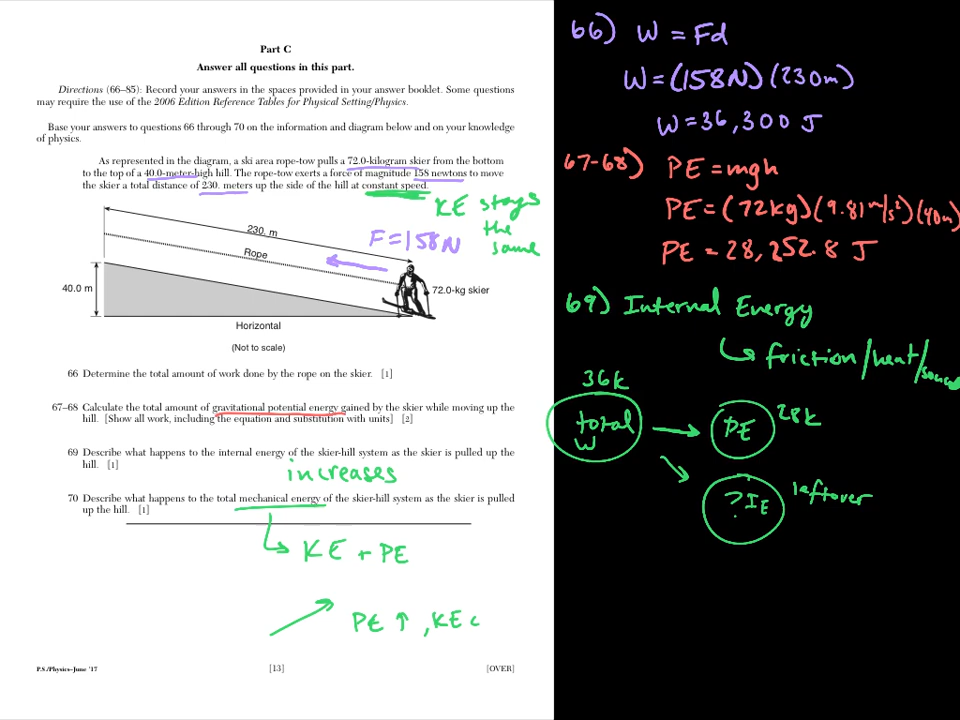 Part C
Answer all questions in this part.
Directions (66–85): Record your answers in the spaces provided in your answer booklet. Some questions
may require the use of the 2006 Edition Reference Tables for Physical Setting/Physics.
Base your answers to questions 66 through 70 on the information and diagram below and on your knowledge
of physics.
As represented in the diagram, a ski area rope-tow pulls a 72.0-kilogram skier from the bottom
to the top of a 40.0-meter-high hill. The rope-tow exerts a force of magnitude 158 newtons to move
the skier a total distance of 230. meters up the side of the hill at constant speed.
KE stays
the
same
230. m
F=158N
Rope
40.0 m
72.0-kg skier
Horizontal
(Not to scale)
66 Determine the total amount of work done by the rope on the skier. [1]
67–68 Calculate the total amount of gravitational potential energy gained by the skier while moving up the
hill. [Show all work, including the equation and substitution with units] [2]
69 Describe what happens to the internal energy of the skier-hill system as the skier is pulled up the
hill. [1]
increases
70 Describe what happens to the total mechanical energy of the skier-hill system as the skier is pulled
up the hill. [1]
KE + PE
PE ↑ , KE
P.S./Physics–June '17
[13]
[OVER]
66) W = Fd
W=(158N)(230m)
W=36,300 J
67-68) PE=mgh
PE=(72kg)(9.81m/s²)(40m)
PE = 28,252.8 J
69) Internal Energy
friction/heat/sound
36k
total
W
PE
28k
? IE
leftover